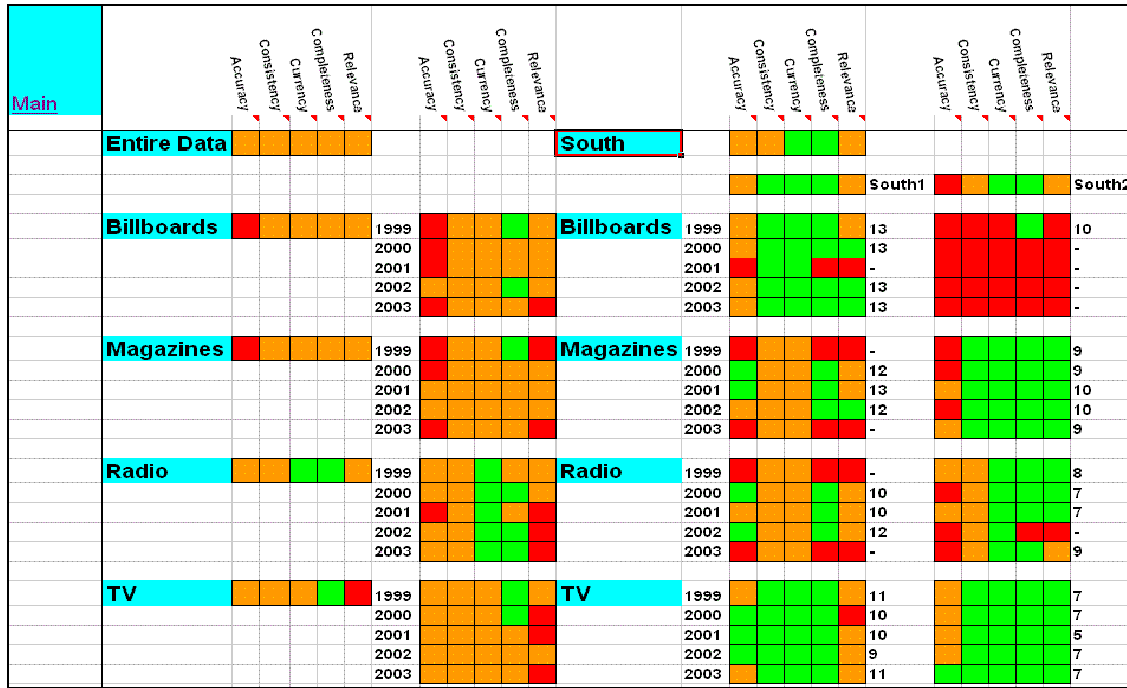 Accuracy Consistency Currency Completeness Relevance Accuracy Consistency Currency Completeness Relevance Accuracy Consistency Currency Completeness Relevance Accuracy Consistency Currency Completeness Relevance
Main
Entire Data South
South1 South2
Billboards 1999 Billboards 1999 13 10
2000 2000 13 -
2001 2001 - -
2002 2002 13 -
2003 2003 13 -
Magazines 1999 Magazines 1999 - 9
2000 2000 12 9
2001 2001 13 10
2002 2002 12 10
2003 2003 - 9
Radio 1999 Radio 1999 - 8
2000 2000 10 7
2001 2001 10 7
2002 2002 12 -
2003 2003 - 9
TV 1999 TV 1999 11 7
2000 2000 10 7
2001 2001 10 5
2002 2002 9 7
2003 2003 11 7